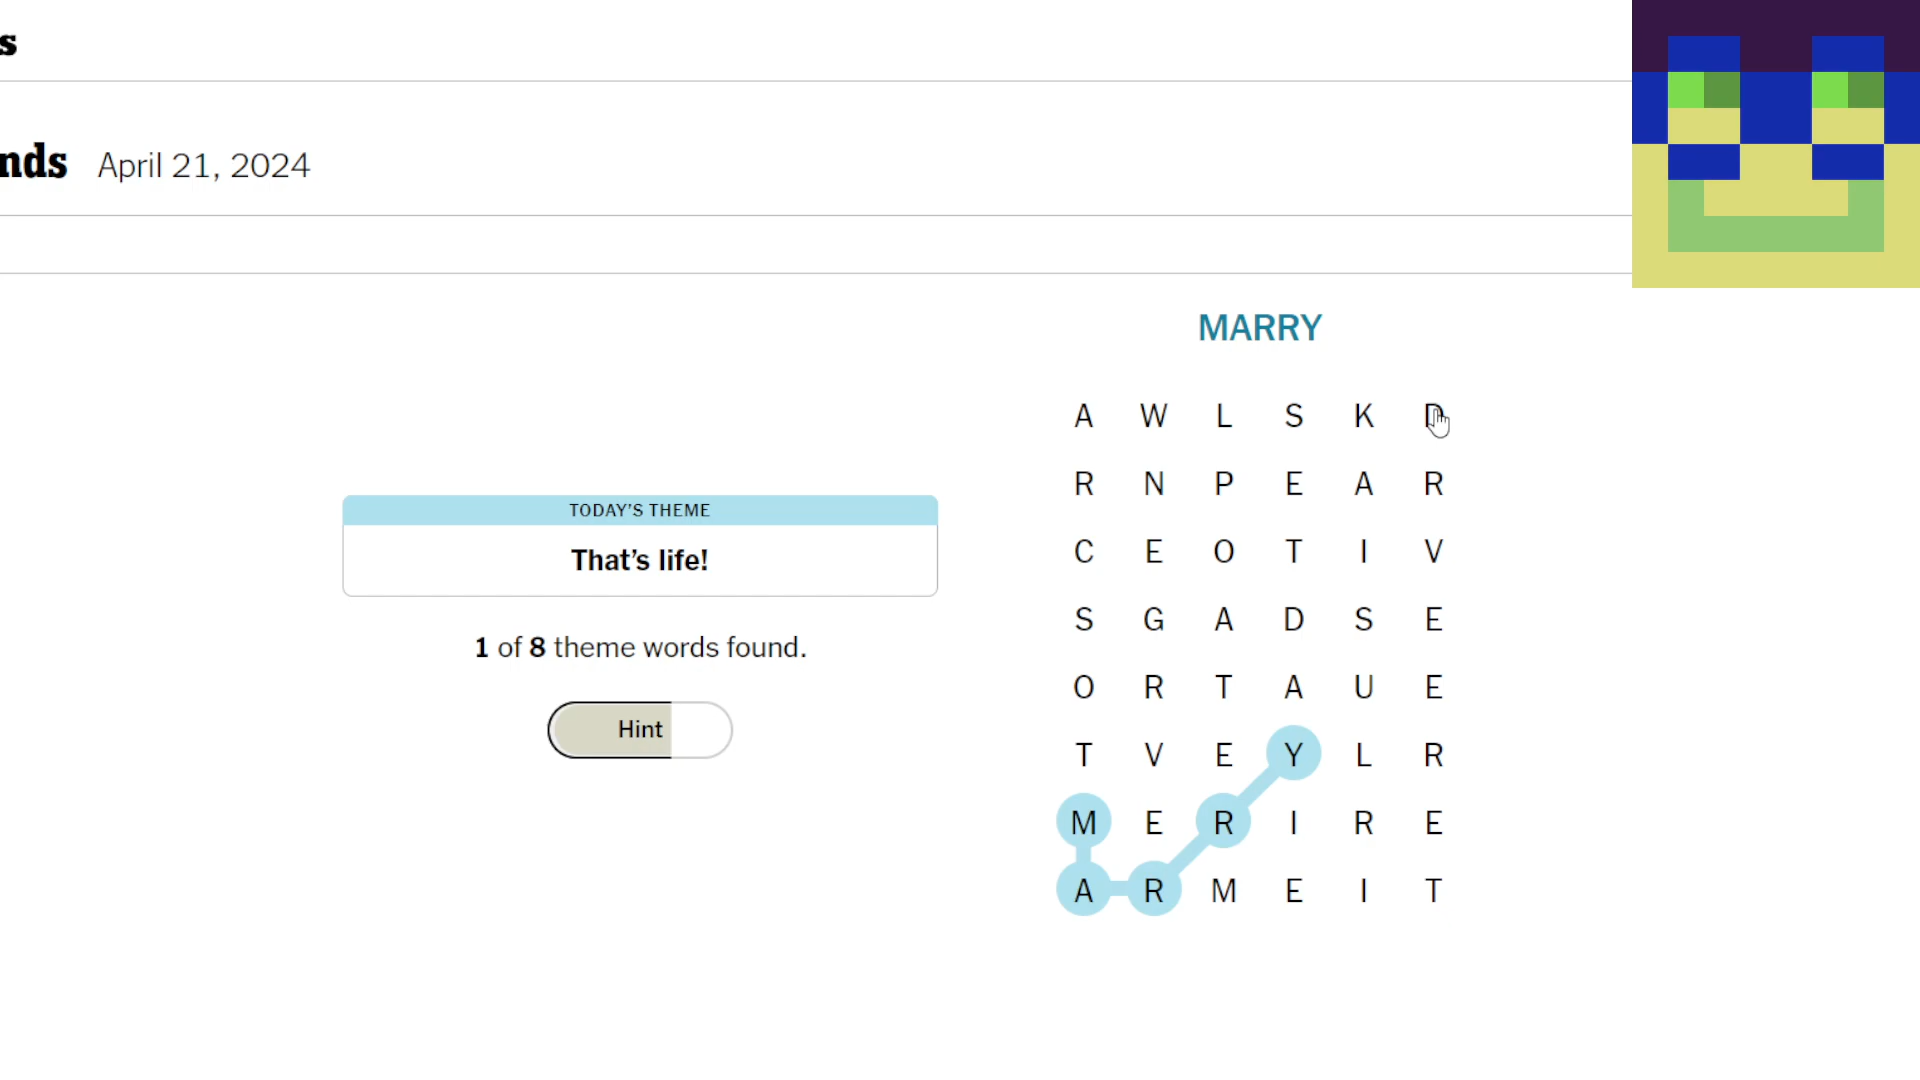 s
nds April 21, 2024
MARRY
A W L S K D
R N P E A R
C E O T I V
S G A D S E
O R T A U E
T V E Y L R
M E R I R E
A R M E I T
TODAY'S THEME
That's life!
1 of 8 theme words found.
Hint